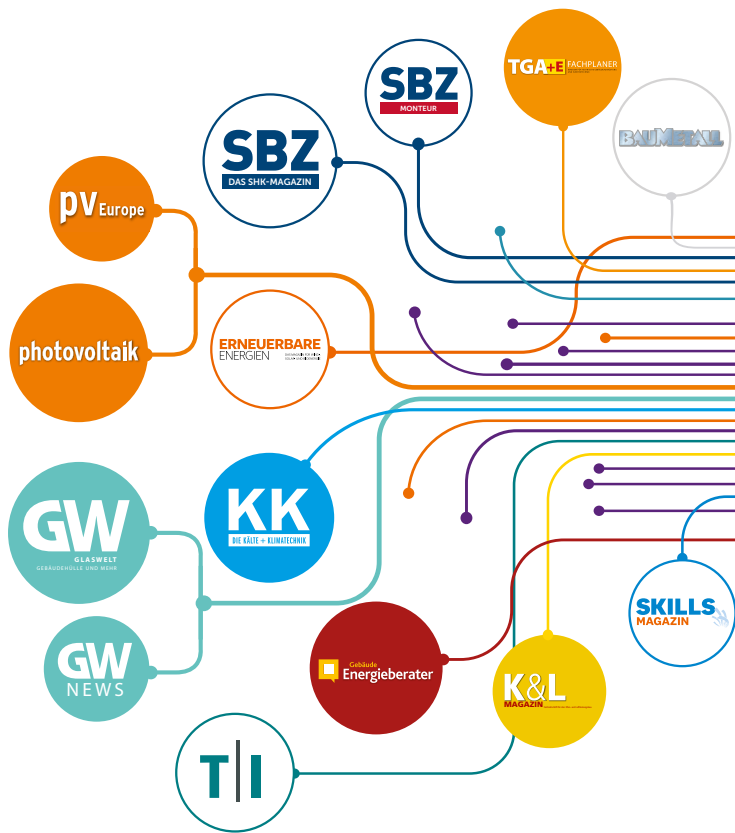 SBZ
MONTEUR
TGA+E FACHPLANER
BAUMETALL
SBZ
DAS SHK-MAGAZIN
pv Europe
photovoltaik
ERNEUERBARE
ENERGIEN
KK
DIE KÄLTE + KLIMATECHNIK
GW
GLASWELT
GEBÄUDEHÜLLE UND MEHR
GW
NEWS
Gebäude
Energieberater
SKILLS
MAGAZIN
K&L
MAGAZIN
T|I